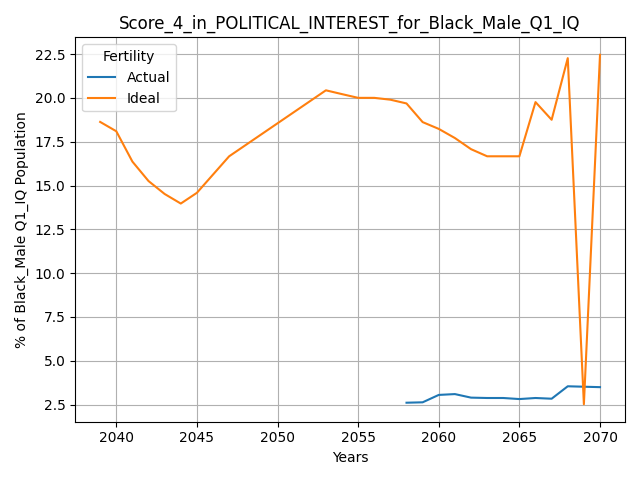 Score_4_in_POLITICAL_INTEREST_for_Black_Male_Q1_IQ
Fertility
Actual
Ideal
22.5
20.0
17.5
15.0
12.5
10.0
7.5
5.0
2.5
% of Black_Male Q1_IQ Population
2040 2045 2050 2055 2060 2065 2070
Years